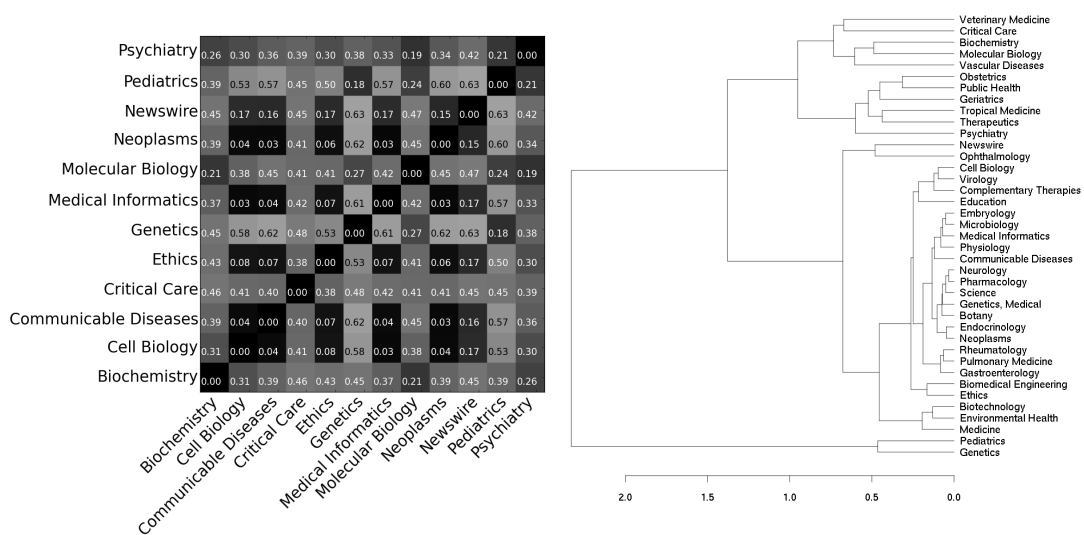 Psychiatry 0.26 0.30 0.36 0.39 0.30 0.38 0.33 0.19 0.34 0.42 0.21 0.00
Pediatrics 0.39 0.53 0.57 0.45 0.50 0.18 0.57 0.24 0.60 0.63 0.00 0.21
Newswire 0.45 0.17 0.16 0.45 0.17 0.63 0.17 0.47 0.15 0.00 0.63 0.42
Neoplasms 0.39 0.04 0.03 0.41 0.06 0.62 0.03 0.45 0.00 0.15 0.60 0.34
Molecular Biology 0.21 0.38 0.45 0.41 0.41 0.27 0.42 0.00 0.45 0.47 0.24 0.19
Medical Informatics 0.37 0.03 0.04 0.42 0.07 0.61 0.00 0.42 0.03 0.17 0.57 0.33
Genetics 0.45 0.58 0.62 0.48 0.53 0.00 0.61 0.27 0.62 0.63 0.18 0.38
Ethics 0.43 0.08 0.07 0.38 0.00 0.53 0.07 0.41 0.06 0.17 0.50 0.30
Critical Care 0.46 0.41 0.40 0.00 0.38 0.48 0.42 0.41 0.41 0.45 0.45 0.39
Communicable Diseases 0.39 0.04 0.00 0.40 0.07 0.62 0.04 0.45 0.03 0.16 0.57 0.36
Cell Biology 0.31 0.00 0.04 0.41 0.08 0.58 0.03 0.38 0.04 0.17 0.53 0.30
Biochemistry 0.00 0.31 0.39 0.46 0.43 0.45 0.37 0.21 0.39 0.45 0.39 0.26
Biochemistry
Cell Biology
Communicable Diseases
Critical Care
Ethics
Genetics
Medical Informatics
Molecular Biology
Neoplasms
Newswire
Pediatrics
Psychiatry
Veterinary Medicine
Critical Care
Biochemistry
Molecular Biology
Vascular Diseases
Obstetrics
Public Health
Geriatrics
Tropical Medicine
Therapeutics
Psychiatry
Newswire
Ophthalmology
Cell Biology
Virology
Complementary Therapies
Education
Embryology
Microbiology
Medical Informatics
Physiology
Communicable Diseases
Neurology
Pharmacology
Science
Genetics, Medical
Botany
Endocrinology
Neoplasms
Rheumatology
Pulmonary Medicine
Gastroenterology
Biomedical Engineering
Ethics
Biotechnology
Environmental Health
Medicine
Pediatrics
Genetics
2.0 1.5 1.0 0.5 0.0